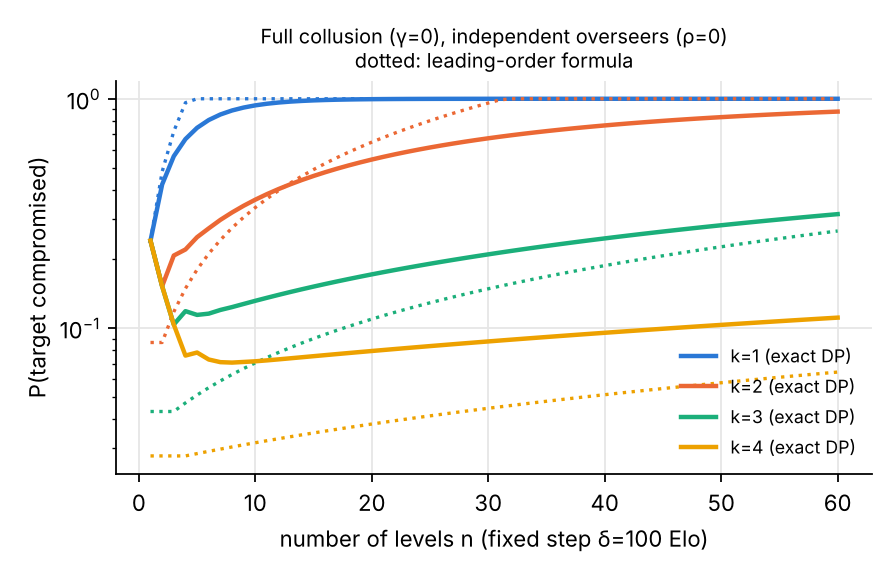 Full collusion (γ=0), independent overseers (ρ=0)
dotted: leading-order formula
P(target compromised)
10⁰
10⁻¹
k=1 (exact DP)
k=2 (exact DP)
k=3 (exact DP)
k=4 (exact DP)
0 10 20 30 40 50 60
number of levels n (fixed step δ=100 Elo)